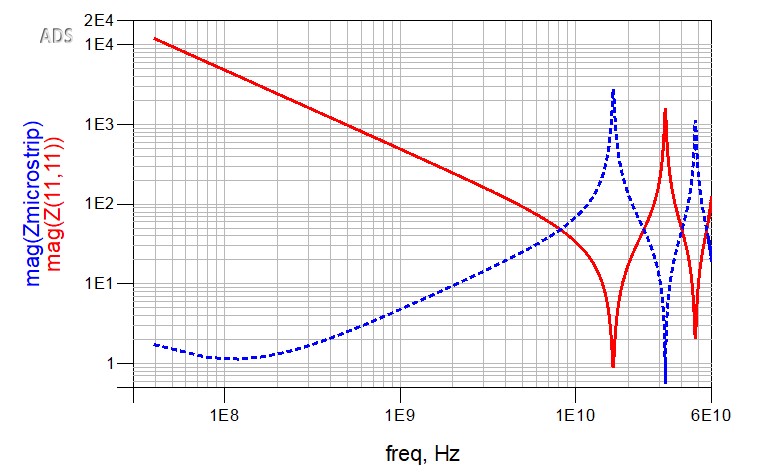 ADS
2E4
1E4
1E3
1E2
1E1
1
mag(Zmicrostrip)
mag(Z(11,11))
1E8
1E9
1E10
6E10
freq, Hz